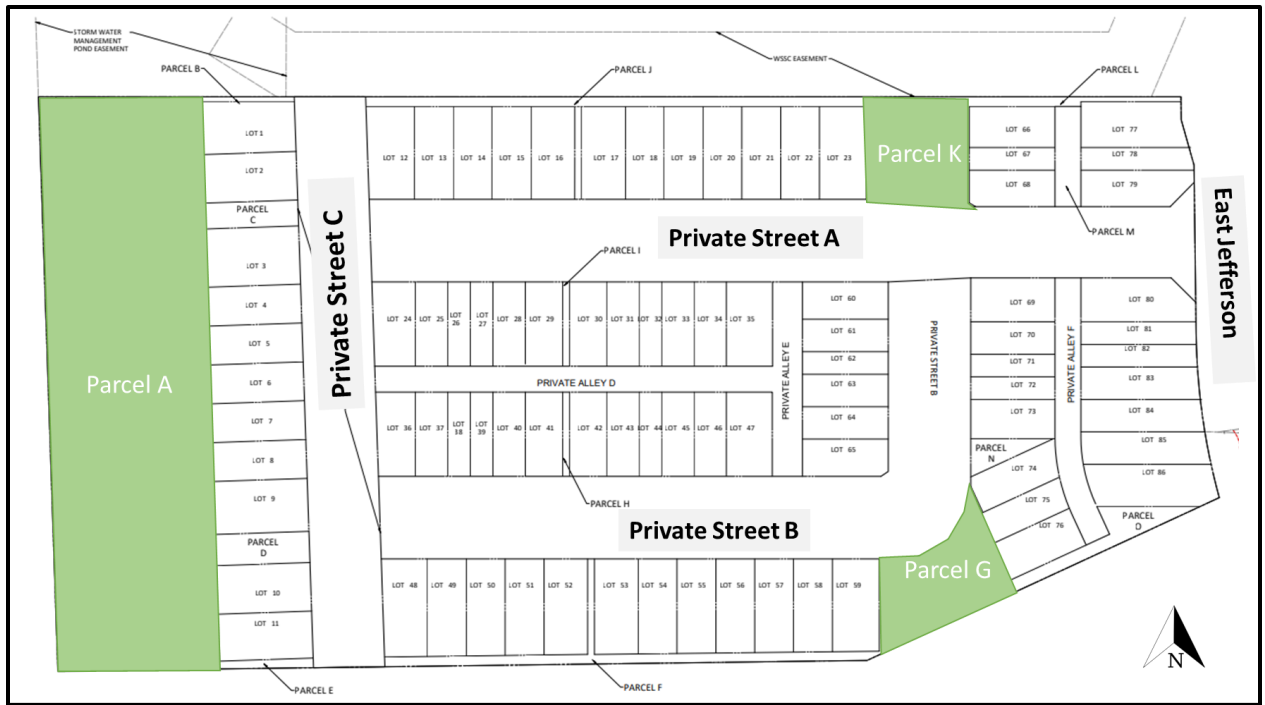 STORM WATER
MANAGEMENT
POND EASEMENT
WSSC EASEMENT
PARCEL B
PARCEL J
PARCEL L
LOT 1
LOT 2
PARCEL
C
LOT 3
LOT 4
LOT 5
LOT 6
LOT 7
LOT 8
LOT 9
PARCEL
D
LOT 10
LOT 11
PARCEL E
Parcel A
Private Street C
LOT 12
LOT 13
LOT 14
LOT 15
LOT 16
LOT 17
LOT 18
LOT 19
LOT 20
LOT 21
LOT 22
LOT 23
Parcel K
LOT 66
LOT 67
LOT 68
LOT 77
LOT 78
LOT 79
PARCEL M
Private Street A
East Jefferson
PARCEL I
LOT 24
LOT 25
LOT
26
LOT
27
LOT 28
LOT 29
LOT 30
LOT 31
LOT 32
LOT 33
LOT 34
LOT 35
PRIVATE ALLEY D
PRIVATE ALLEY E
LOT 36
LOT 37
LOT
38
LOT
39
LOT 40
LOT 41
LOT 42
LOT 43
LOT 44
LOT 45
LOT 46
LOT 47
PARCEL H
LOT 60
LOT 61
LOT 62
LOT 63
LOT 64
LOT 65
PRIVATE STREET B
LOT 69
LOT 70
LOT 71
LOT 72
LOT 73
PARCEL
N
LOT 74
LOT 75
LOT 76
PRIVATE ALLEY F
LOT 80
LOT 81
LOT 82
LOT 83
LOT 84
LOT 85
LOT 86
PARCEL
O
Private Street B
LOT 48
LOT 49
LOT 50
LOT 51
LOT 52
LOT 53
LOT 54
LOT 55
LOT 56
LOT 57
LOT 58
LOT 59
Parcel G
PARCEL F
N